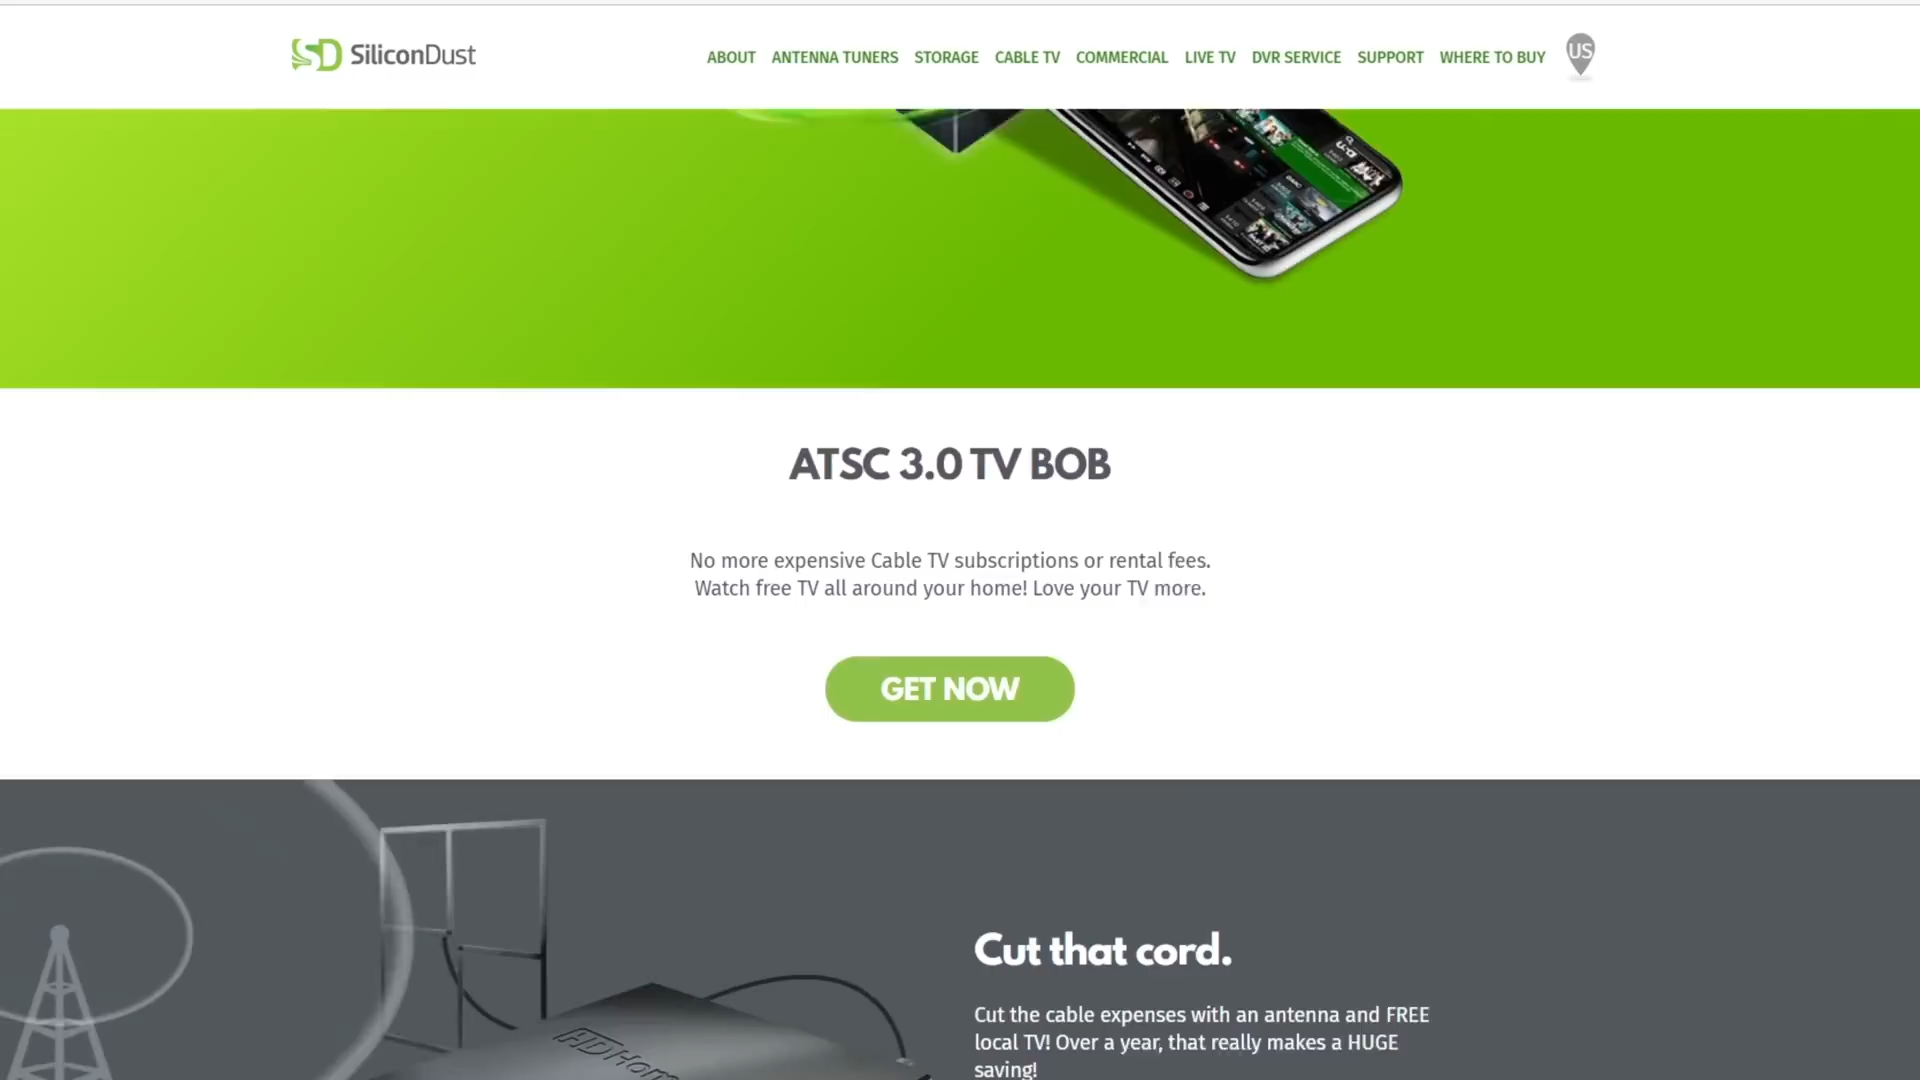 SiliconDust
ABOUT ANTENNA TUNERS STORAGE CABLE TV COMMERCIAL LIVE TV DVR SERVICE SUPPORT WHERE TO BUY US
ATSC 3.0 TV BOB
No more expensive Cable TV subscriptions or rental fees.
Watch free TV all around your home! Love your TV more.
GET NOW
Cut that cord.
Cut the cable expenses with an antenna and FREE
local TV! Over a year, that really makes a HUGE
saving!
HDHom